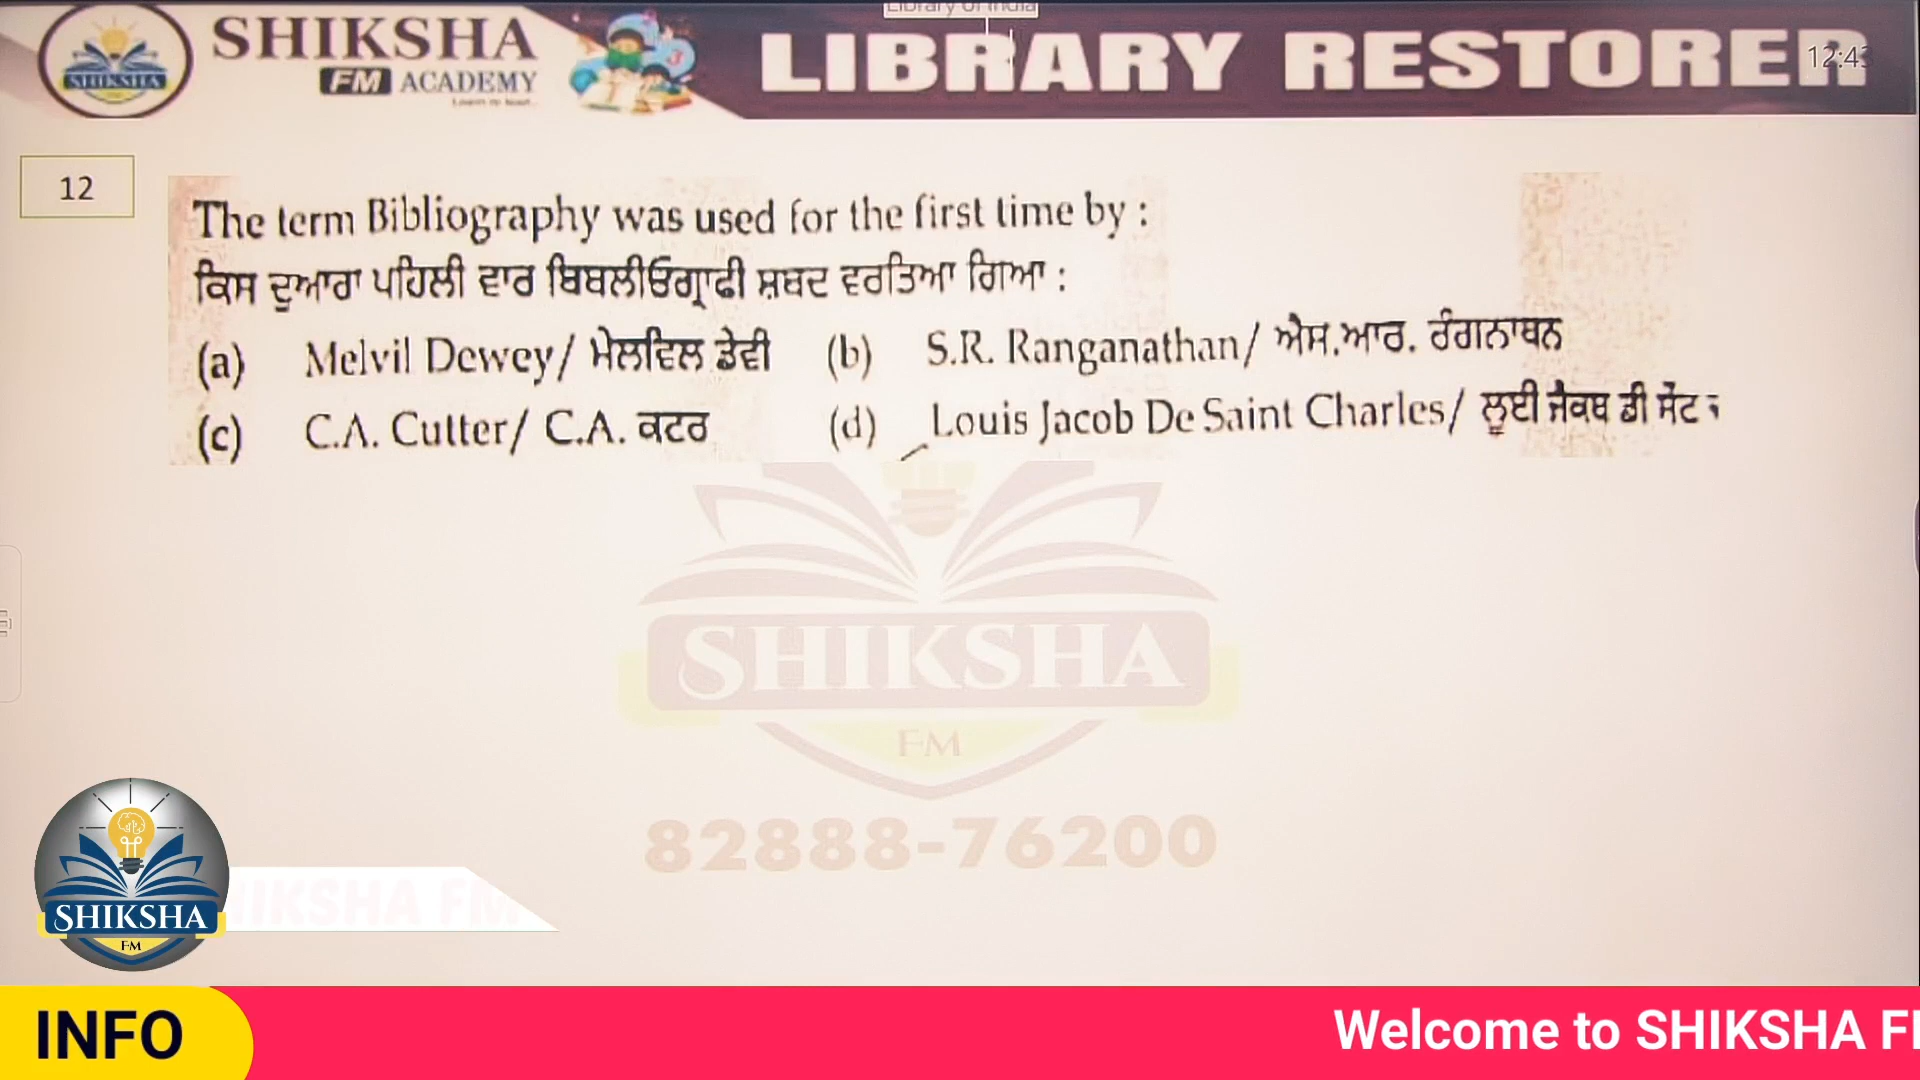 SHIKSHA
FM ACADEMY
LIBRARY RESTORER
12:43
12
The term Bibliography was used for the first time by :
ਕਿਸ ਦੁਆਰਾ ਪਹਿਲੀ ਵਾਰ ਬਿਬਲੀਓਗ੍ਰਾਫੀ ਸ਼ਬਦ ਵਰਤਿਆ ਗਿਆ :
(a) Melvil Dewey/ ਮੇਲਵਿਲ ਡੇਵੀ (b) S.R. Ranganathan/ ਐਸ.ਆਰ. ਰੰਗਨਾਥਨ
(c) C.A. Cutter/ C.A. ਕਟਰ (d) Louis Jacob De Saint Charles/ ਲੂਈ ਜੈਕਬ ਡੀ ਸੇਂਟ
SHIKSHA
FM
82888-76200
SHIKSHA FM
SHIKSHA
FM
INFO
Welcome to SHIKSHA